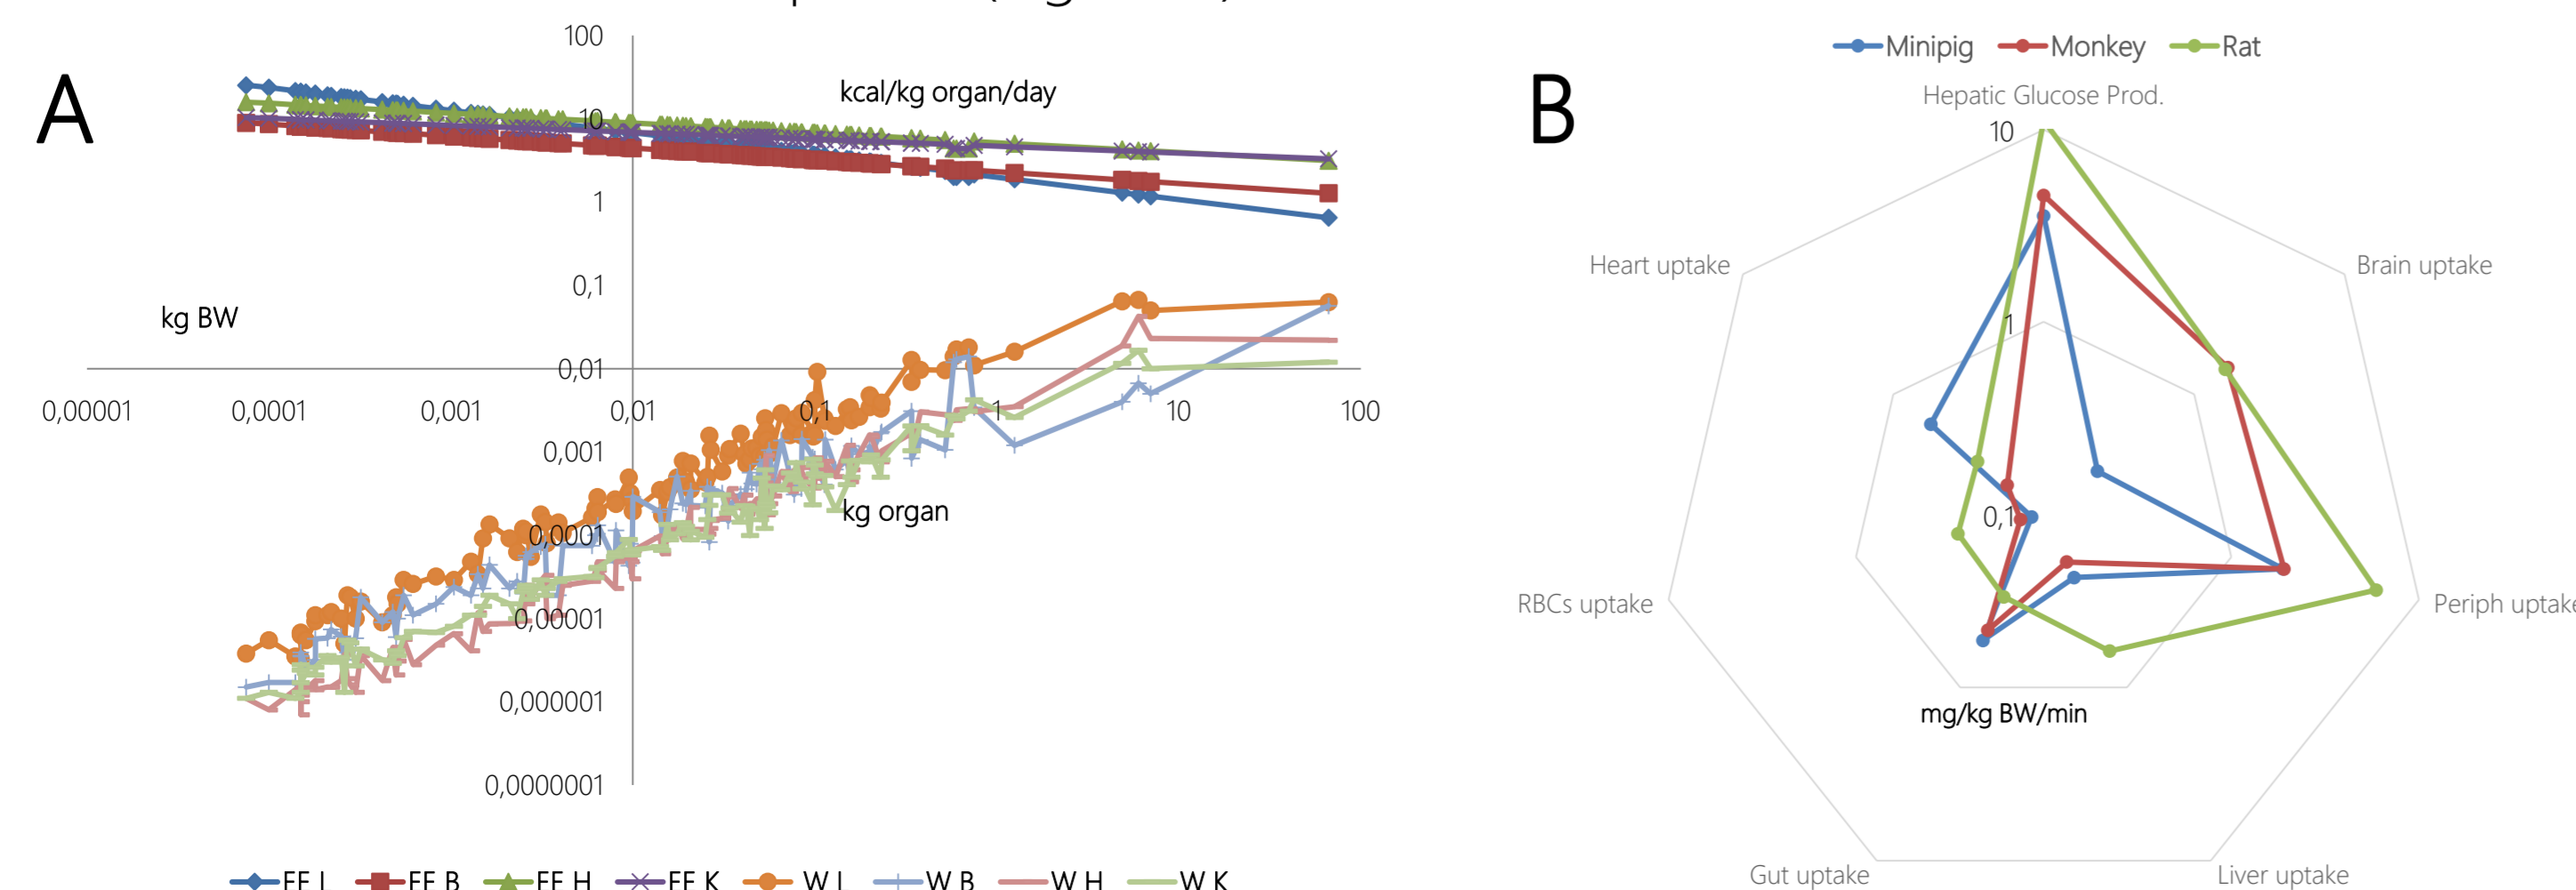 A
100
10
1
0,1
0,01
0,001
0,0001
0,00001
0,000001
0,0000001
kcal/kg organ/day
kg BW
0,00001
0,0001
0,001
0,01
0,1
1
10
100
kg organ
B
Minipig Monkey Rat
Hepatic Glucose Prod.
10
1
0,1
Heart uptake
Brain uptake
RBCs uptake
Periph uptake
mg/kg BW/min
Gut uptake
Liver uptake
W B W H W K